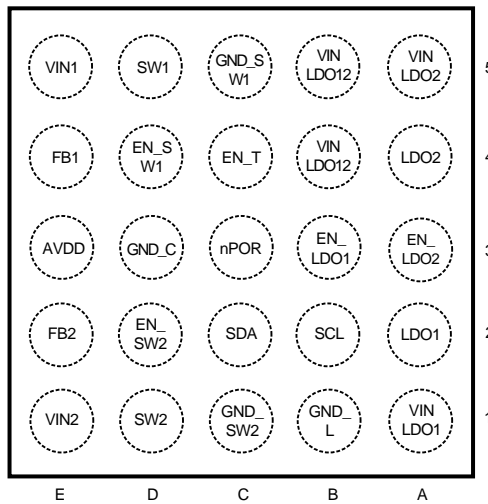 VIN1
SW1
GND_S
W1
VIN
LDO12
VIN
LDO2
5
FB1
EN_S
W1
EN_T
VIN
LDO12
LDO2
4
AVDD
GND_C
nPOR
EN_
LDO1
EN_
LDO2
3
FB2
EN_
SW2
SDA
SCL
LDO1
2
VIN2
SW2
GND_
SW2
GND_
L
VIN
LDO1
1
E D C B A